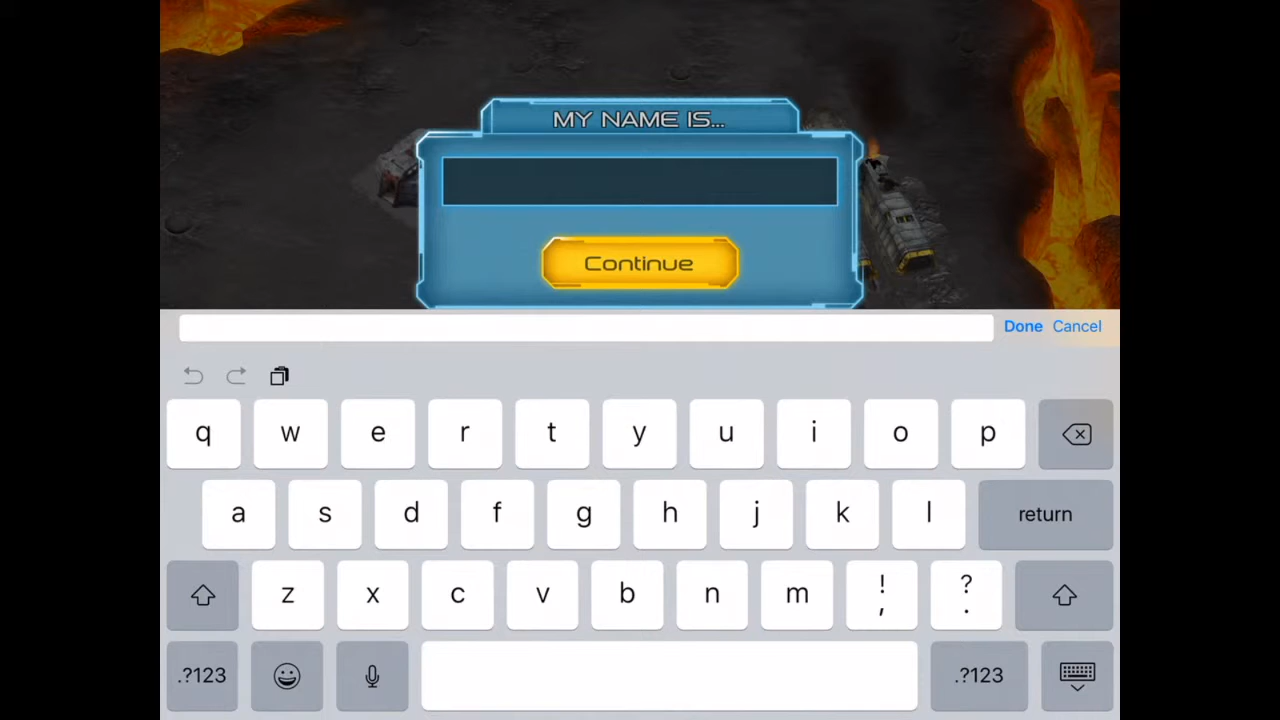 MY NAME IS...
Continue
Done Cancel
q w e r t y u i o p
a s d f g h j k l return
z x c v b n m ! , ? .
.?123 .?123